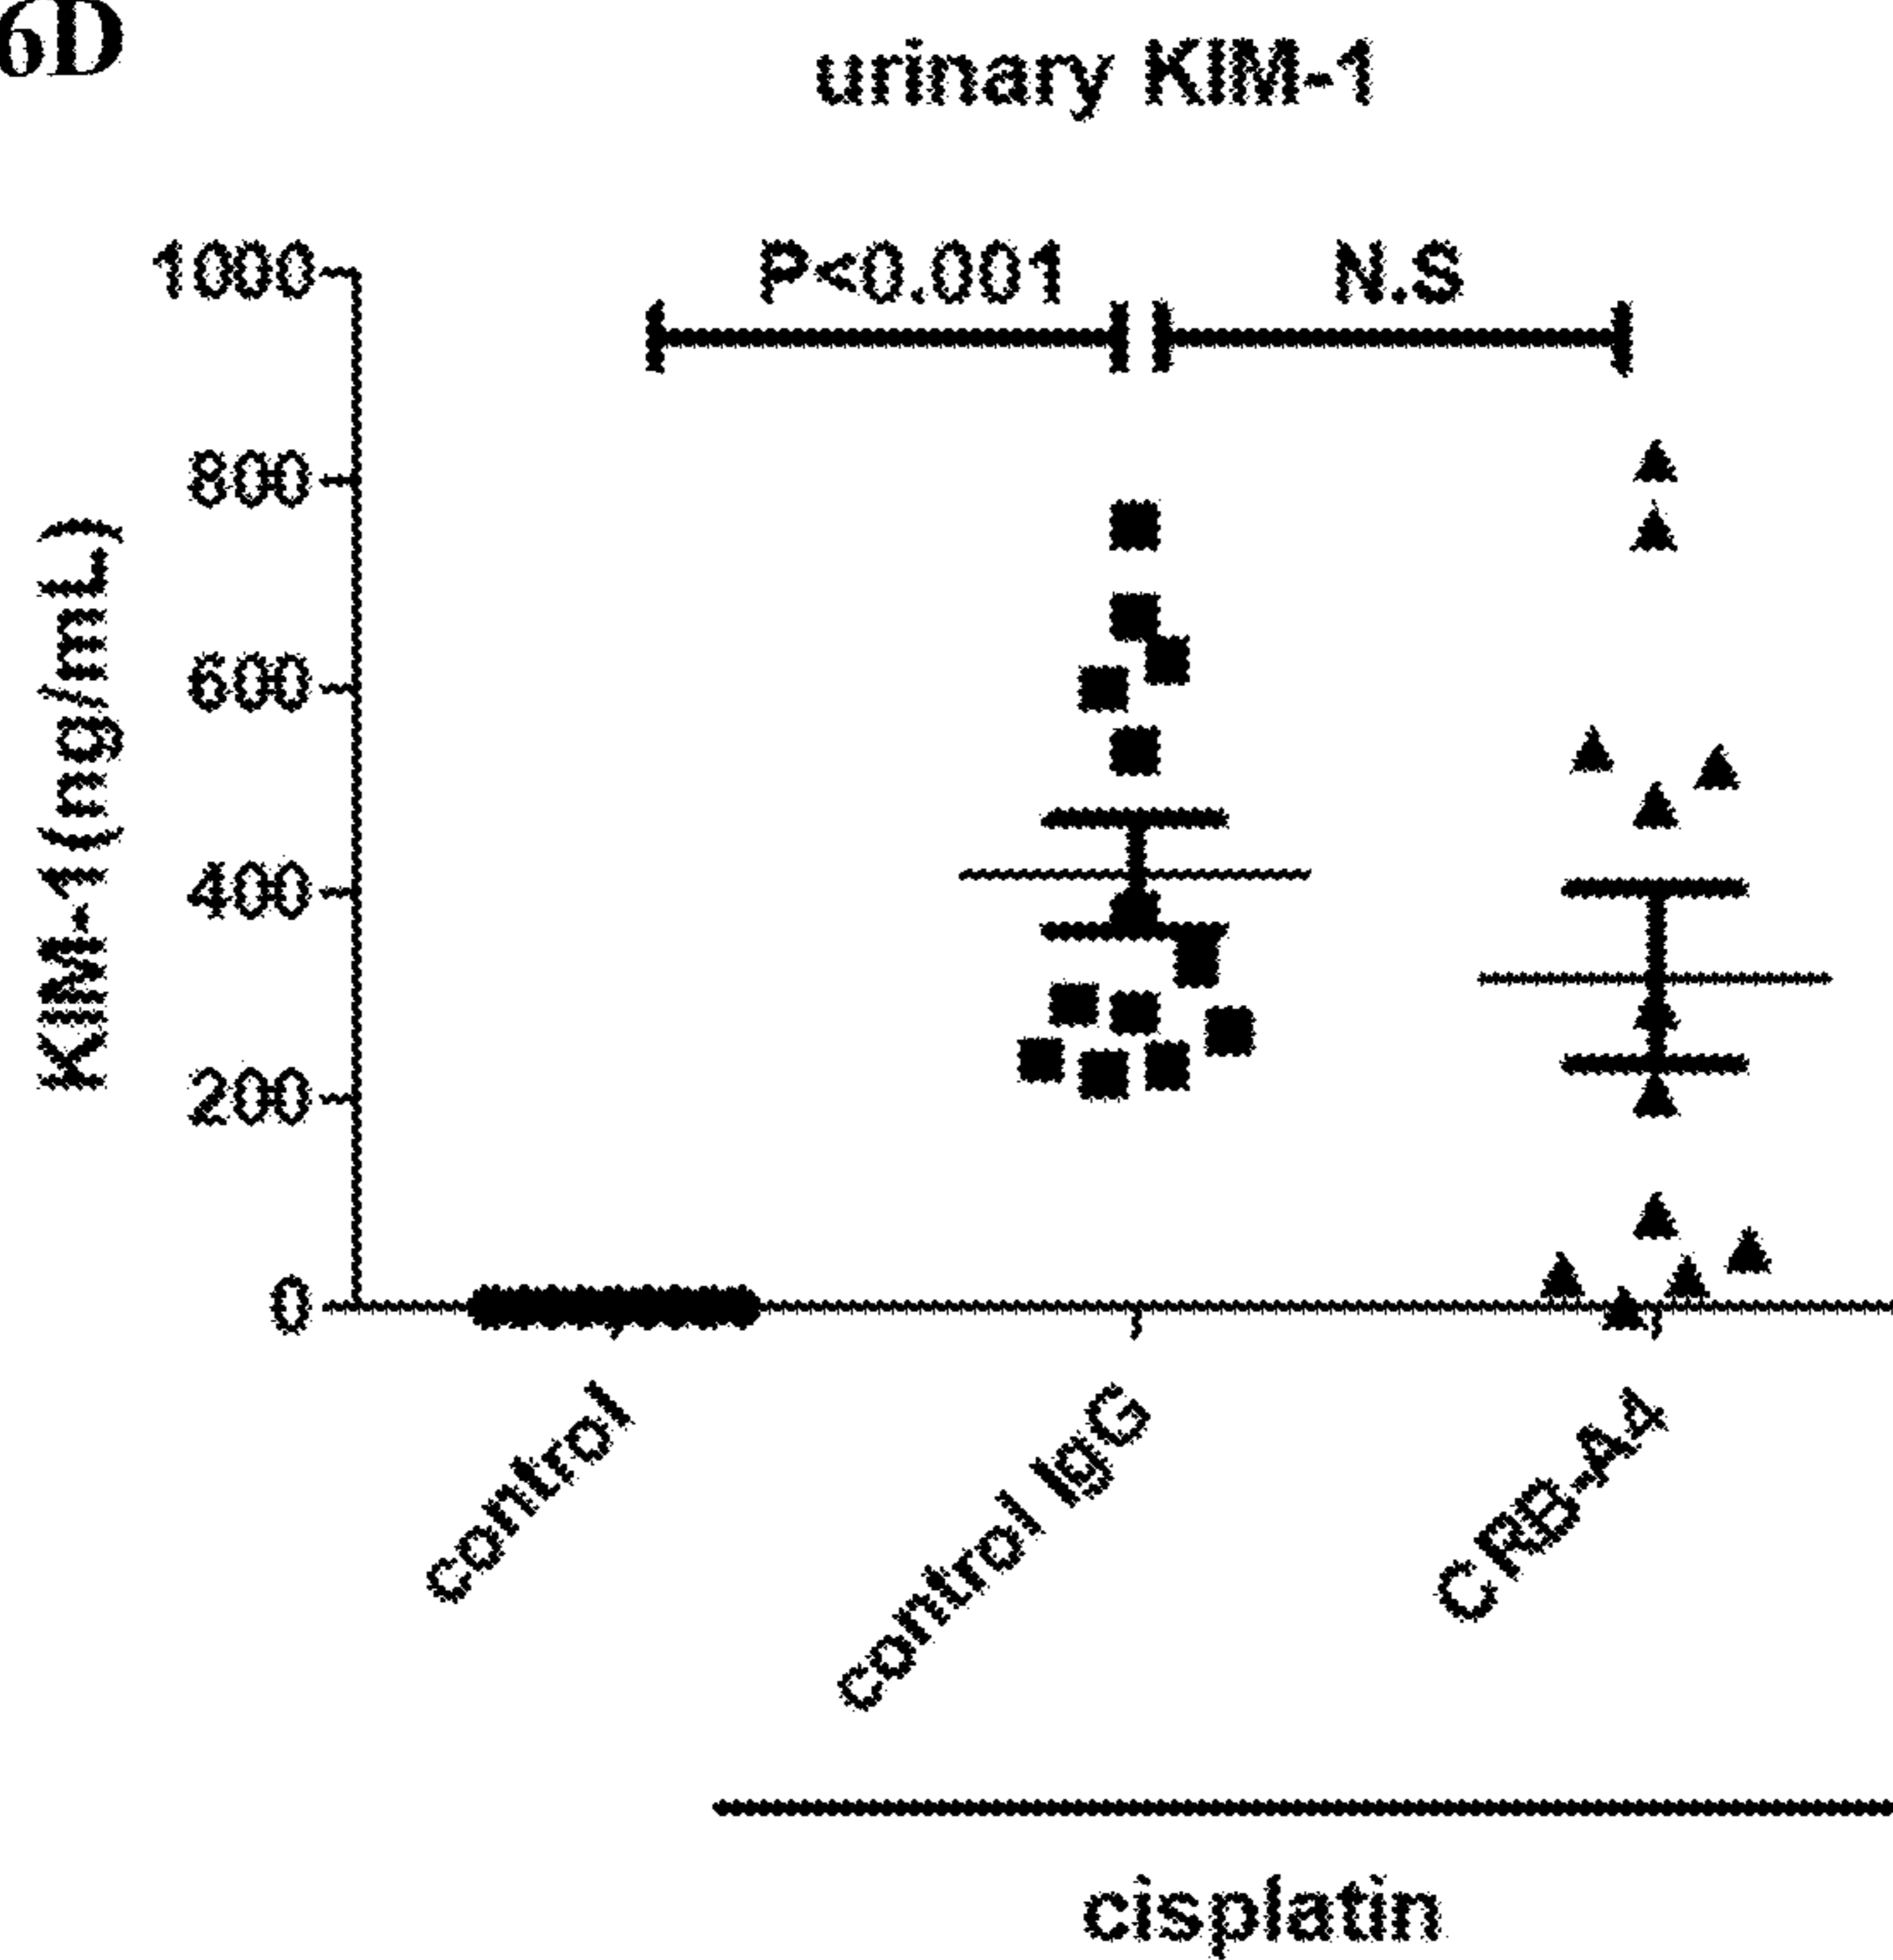 6D
urinary KIM-1
P<0.001
N.S
KIM-1 (mg/mL)
1000
800
600
400
200
0
control
control IgG
CRB-A4
cisplatin